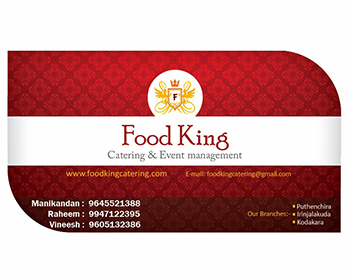 F
Food King
Catering & Event management
www.foodkingcatering.com E-mail: foodkingcatering@gmail.com
Manikandan : 9645521388
Raheem : 9947122395
Vineesh : 9605132386
Our Branches:-
• Puthenchira
• Irinjalakuda
• Kodakara